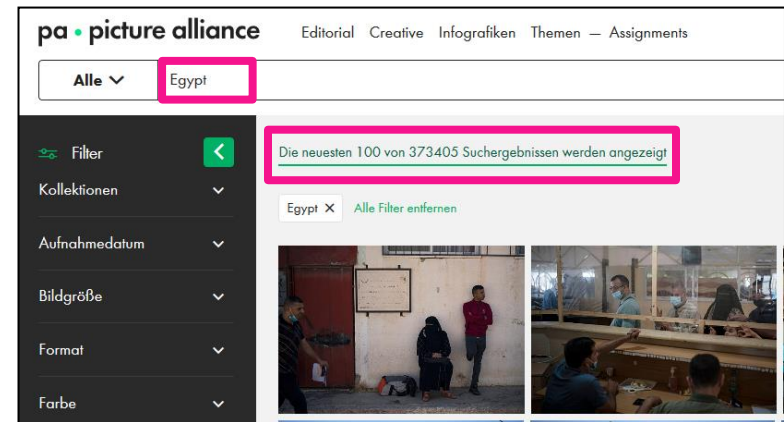 pa • picture alliance
Editorial Creative Infografiken Themen — Assignments
Alle
Egypt
Filter
Die neuesten 100 von 373405 Suchergebnissen werden angezeigt
Kollektionen
Egypt X Alle Filter entfernen
Aufnahmedatum
Bildgröße
Format
Farbe